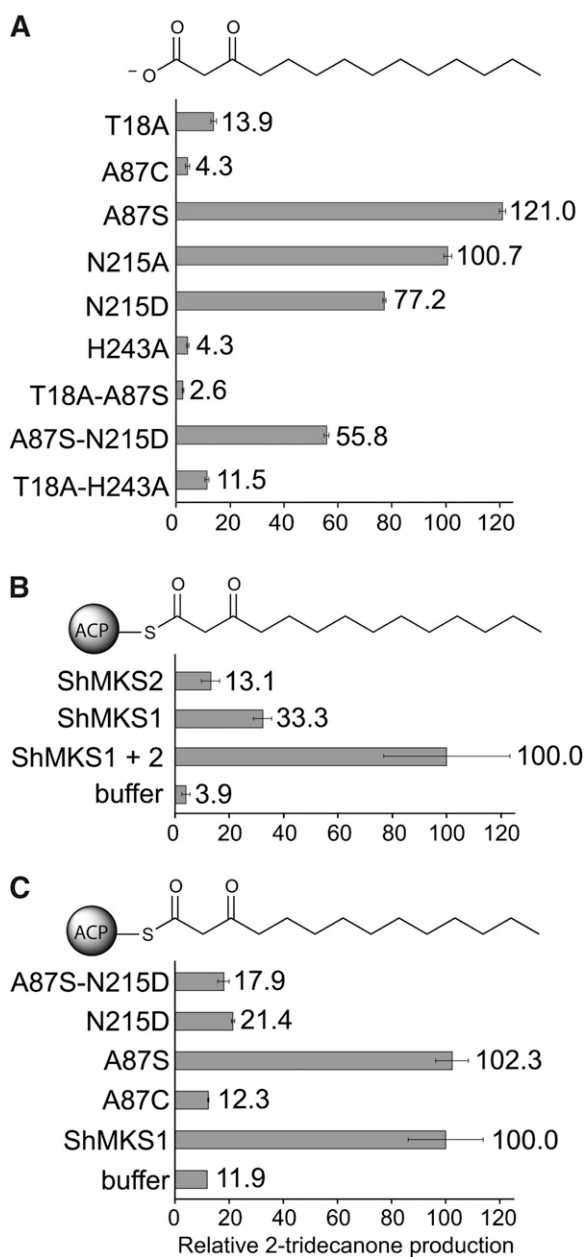 A
O
O
− O
T18A
13.9
A87C
4.3
A87S
121.0
N215A
100.7
N215D
77.2
H243A
4.3
T18A-A87S
2.6
A87S-N215D
55.8
T18A-H243A
11.5
0 20 40 60 80 100 120
B
O
O
ACP
S
ShMKS2
13.1
ShMKS1
33.3
ShMKS1 + 2
100.0
buffer
3.9
0 20 40 60 80 100 120
C
O
O
ACP
S
A87S-N215D
17.9
N215D
21.4
A87S
102.3
A87C
12.3
ShMKS1
100.0
buffer
11.9
0 20 40 60 80 100 120
Relative 2-tridecanone production